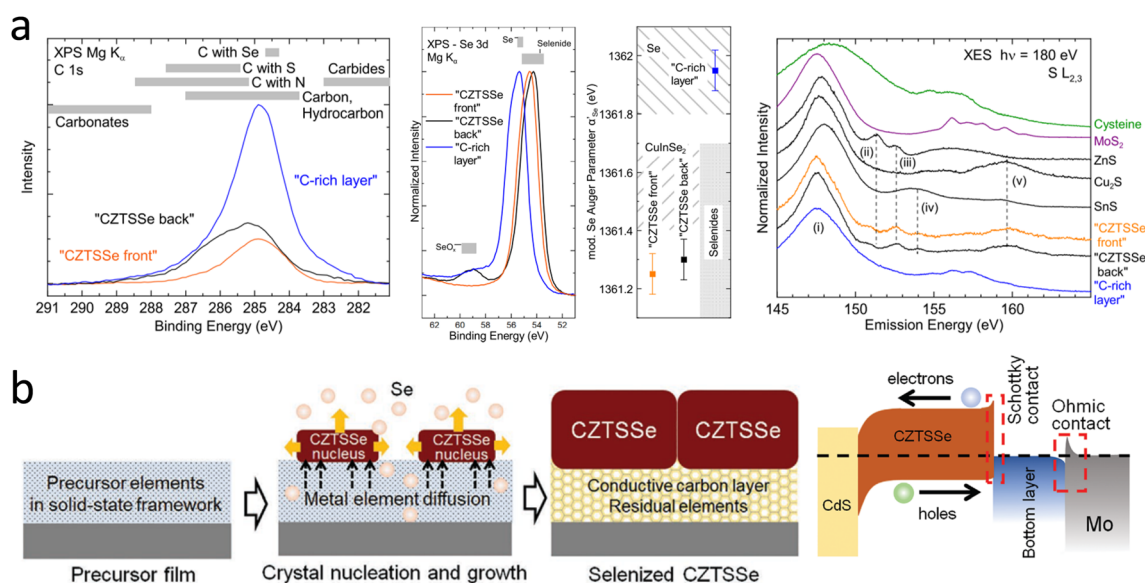 a
XPS Mg Kα
C 1s
C with Se
C with S
C with N
Carbides
Carbon,
Hydrocarbon
Carbonates
"C-rich layer"
"CZTSSe back"
"CZTSSe front"
Intensity
291 290 289 288 287 286 285 284 283 282
Binding Energy (eV)
XPS - Se 3d
Mg Kα
Se
Selenide
"CZTSSe
front"
"CZTSSe
back"
"C-rich
layer"
SeOx
Normalized Intensity
62 60 58 56 54 52
Binding Energy (eV)
mod. Se Auger Parameter α'Se (eV)
1362
1361.8
1361.6
1361.4
1361.2
Se
"C-rich
layer"
CuInSe2
"CZTSSe front"
"CZTSSe back"
Selenides
XES hν = 180 eV
S L2,3
Normalized Intensity
(i)
(ii)
(iii)
(iv)
(v)
Cysteine
MoS2
ZnS
Cu2S
SnS
"CZTSSe
front"
"CZTSSe
back"
"C-rich
layer"
145 150 155 160
Emission Energy (eV)
b
Precursor elements
in solid-state framework
Precursor film
Se
CZTSSe
nucleus
CZTSSe
nucleus
Metal element diffusion
Crystal nucleation and growth
CZTSSe
CZTSSe
Conductive carbon layer
Residual elements
Selenized CZTSSe
electrons
Schottky
contact
Ohmic
contact
CZTSSe
CdS
holes
Bottom layer
Mo